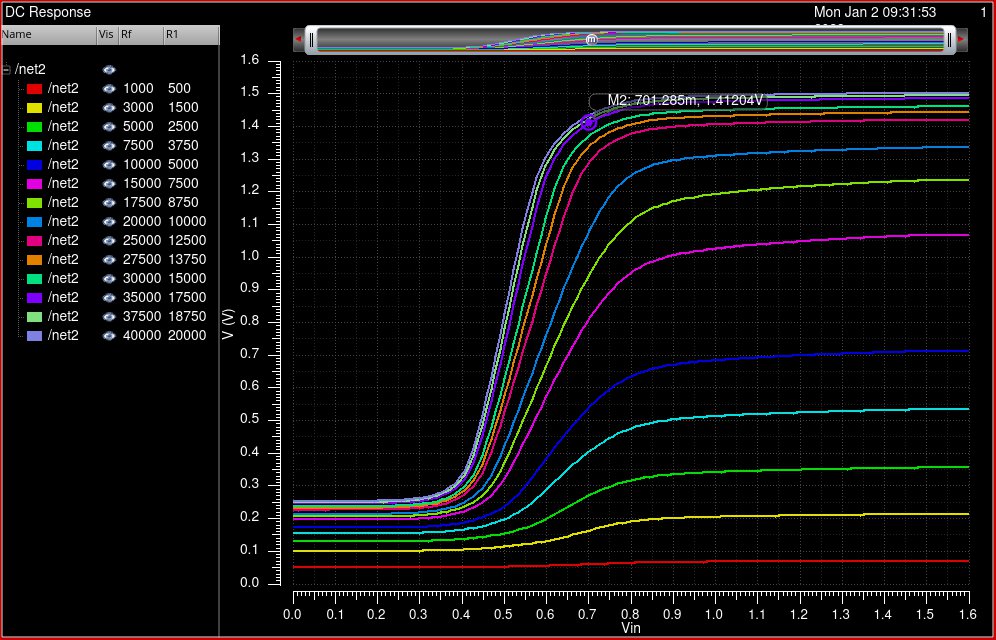 DC Response
Mon Jan 2 09:31:53
1
Name Vis Rf R1
/net2
/net2 1000 500
/net2 3000 1500
/net2 5000 2500
/net2 7500 3750
/net2 10000 5000
/net2 15000 7500
/net2 17500 8750
/net2 20000 10000
/net2 25000 12500
/net2 27500 13750
/net2 30000 15000
/net2 35000 17500
/net2 37500 18750
/net2 40000 20000
m
M2: 701.285m, 1.41204V
V (V)
1.6
1.5
1.4
1.3
1.2
1.1
1.0
0.9
0.8
0.7
0.6
0.5
0.4
0.3
0.2
0.1
0.0
0.0 0.1 0.2 0.3 0.4 0.5 0.6 0.7 0.8 0.9 1.0 1.1 1.2 1.3 1.4 1.5 1.6
Vin